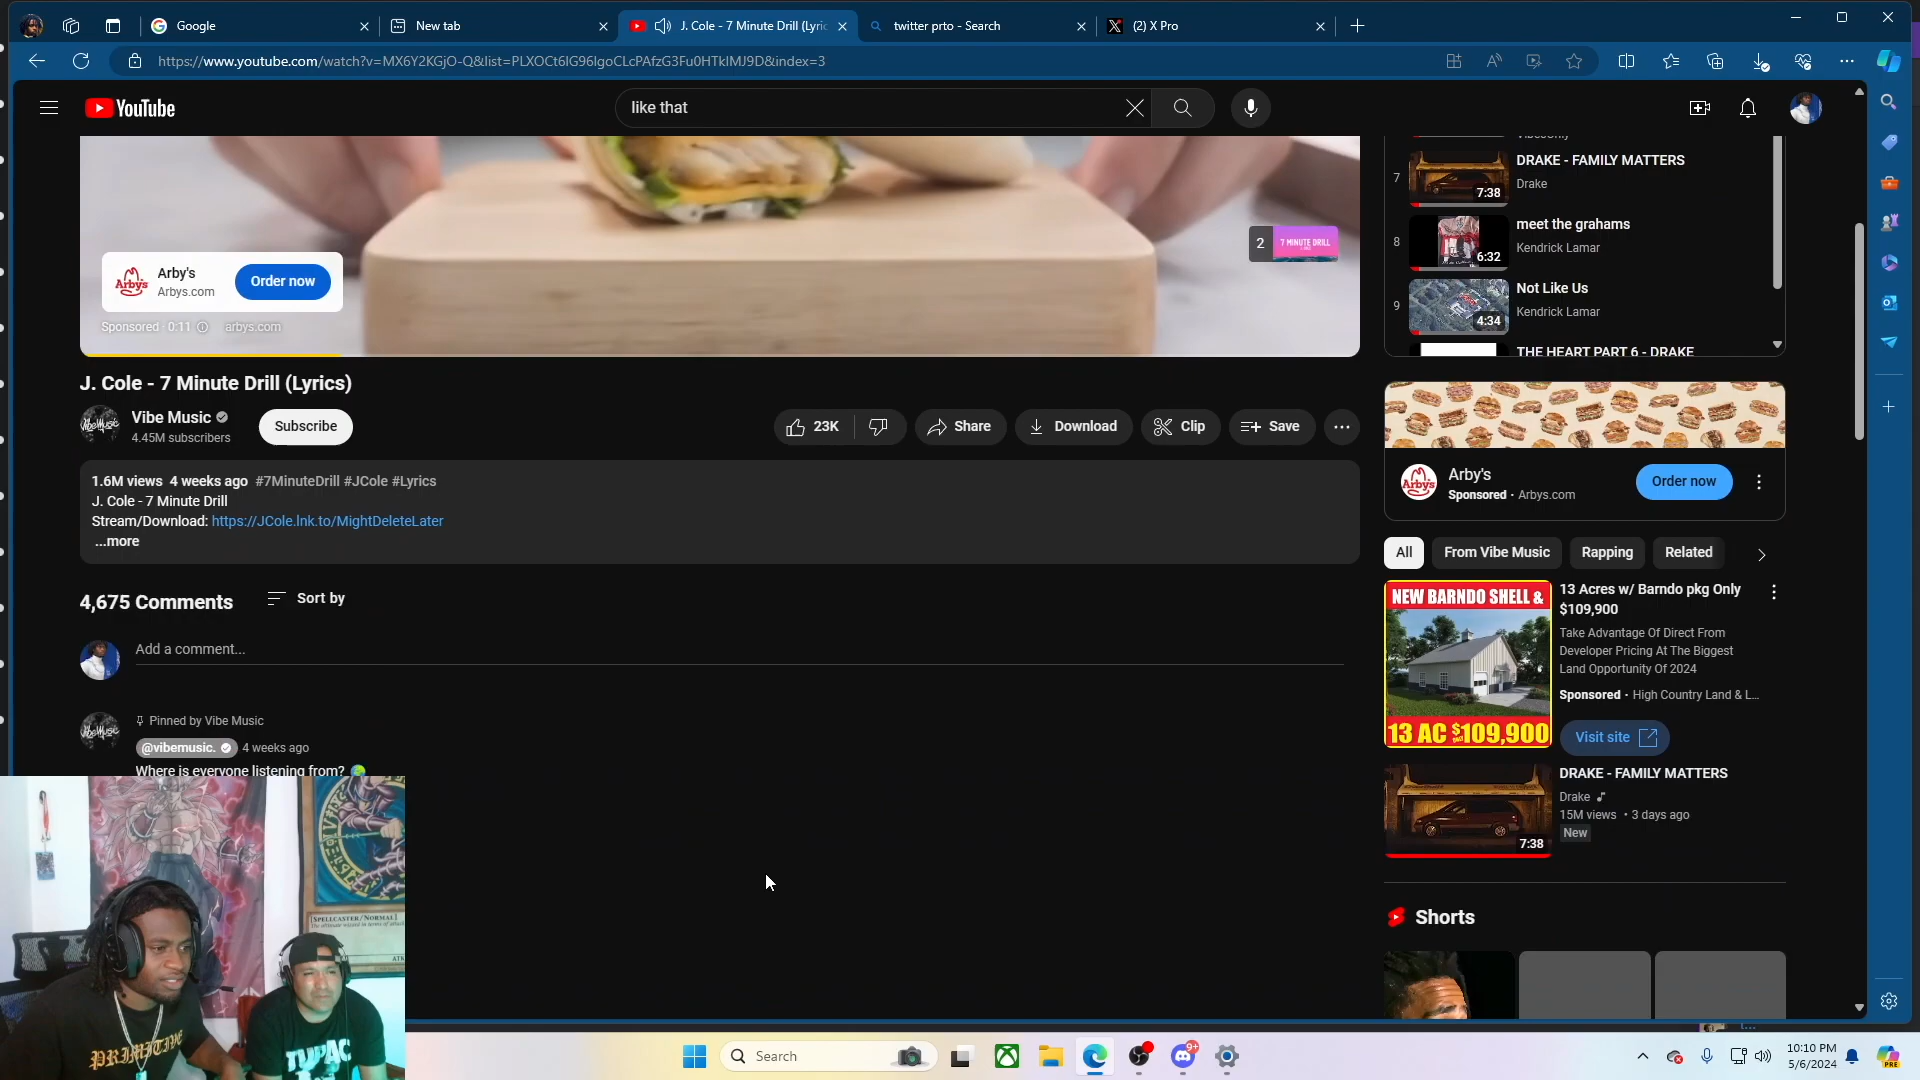 Google
New tab
J. Cole - 7 Minute Drill (Lyric
twitter prto - Search
(2) X Pro
https://www.youtube.com/watch?v=MX6Y2KGjO-Q&list=PLXOCt6IG96IgoCLcPAfzG3Fu0HTkIMJ9D&index=3
YouTube
like that
7
DRAKE - FAMILY MATTERS
Drake
7:38
8
meet the grahams
Kendrick Lamar
6:32
9
Not Like Us
Kendrick Lamar
4:34
THE HEART PART 6 - DRAKE
2
7 MINUTE DRILL
Arby's
Arbys.com
Order now
Arbys
Sponsored · 0:11
arbys.com
J. Cole - 7 Minute Drill (Lyrics)
Vibe Music
4.45M subscribers
Subscribe
23K
Share
Download
Clip
Save
1.6M views 4 weeks ago #7MinuteDrill #JCole #Lyrics
J. Cole - 7 Minute Drill
Stream/Download: https://JCole.lnk.to/MightDeleteLater
...more
4,675 Comments
Sort by
Add a comment...
Pinned by Vibe Music
@vibemusic. 4 weeks ago
Where is everyone listening from?
Arbys
Arby's
Sponsored · Arbys.com
Order now
All
From Vibe Music
Rapping
Related
NEW BARNDO SHELL &
13 AC $109,900
13 Acres w/ Barndo pkg Only
$109,900
Take Advantage Of Direct From
Developer Pricing At The Biggest
Land Opportunity Of 2024
Sponsored · High Country Land & L...
Visit site
DRAKE - FAMILY MATTERS
Drake
15M views • 3 days ago
New
7:38
Shorts
[SPELLCASTER/NORMAL]
PRIMITIVE
TUPAC
Search
9+
10:10 PM
5/6/2024
PRE